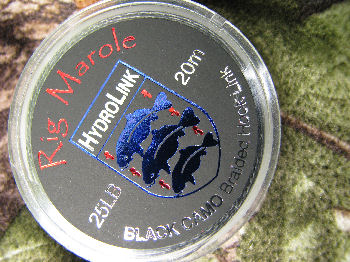 Rig Marole
HYDROLINK
20m
25LB
BLACK CAMO Braided HookLink